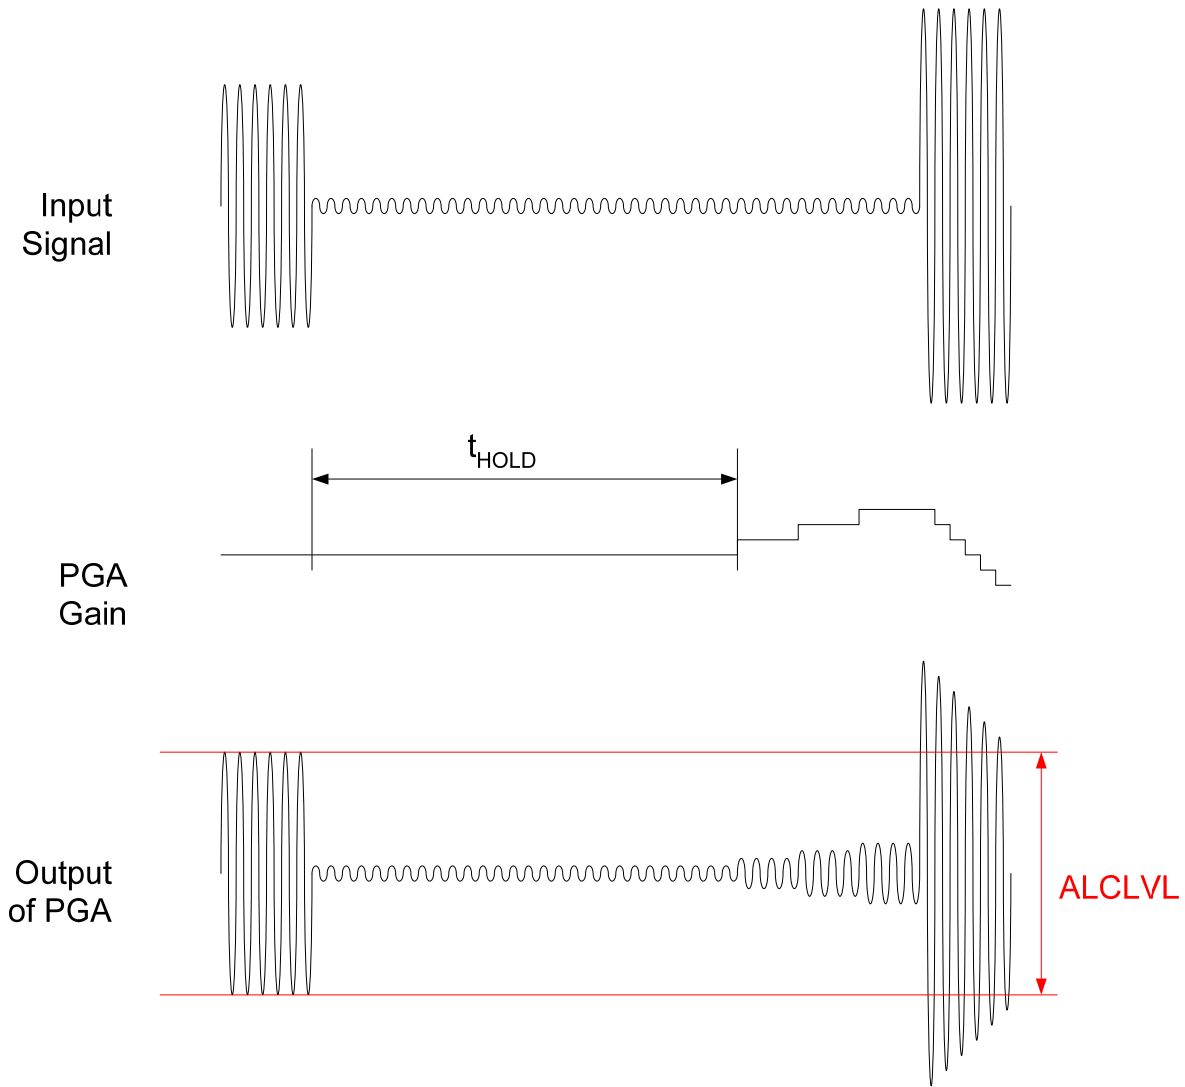 Input
Signal
tHOLD
PGA
Gain
Output
of PGA
ALCLVL